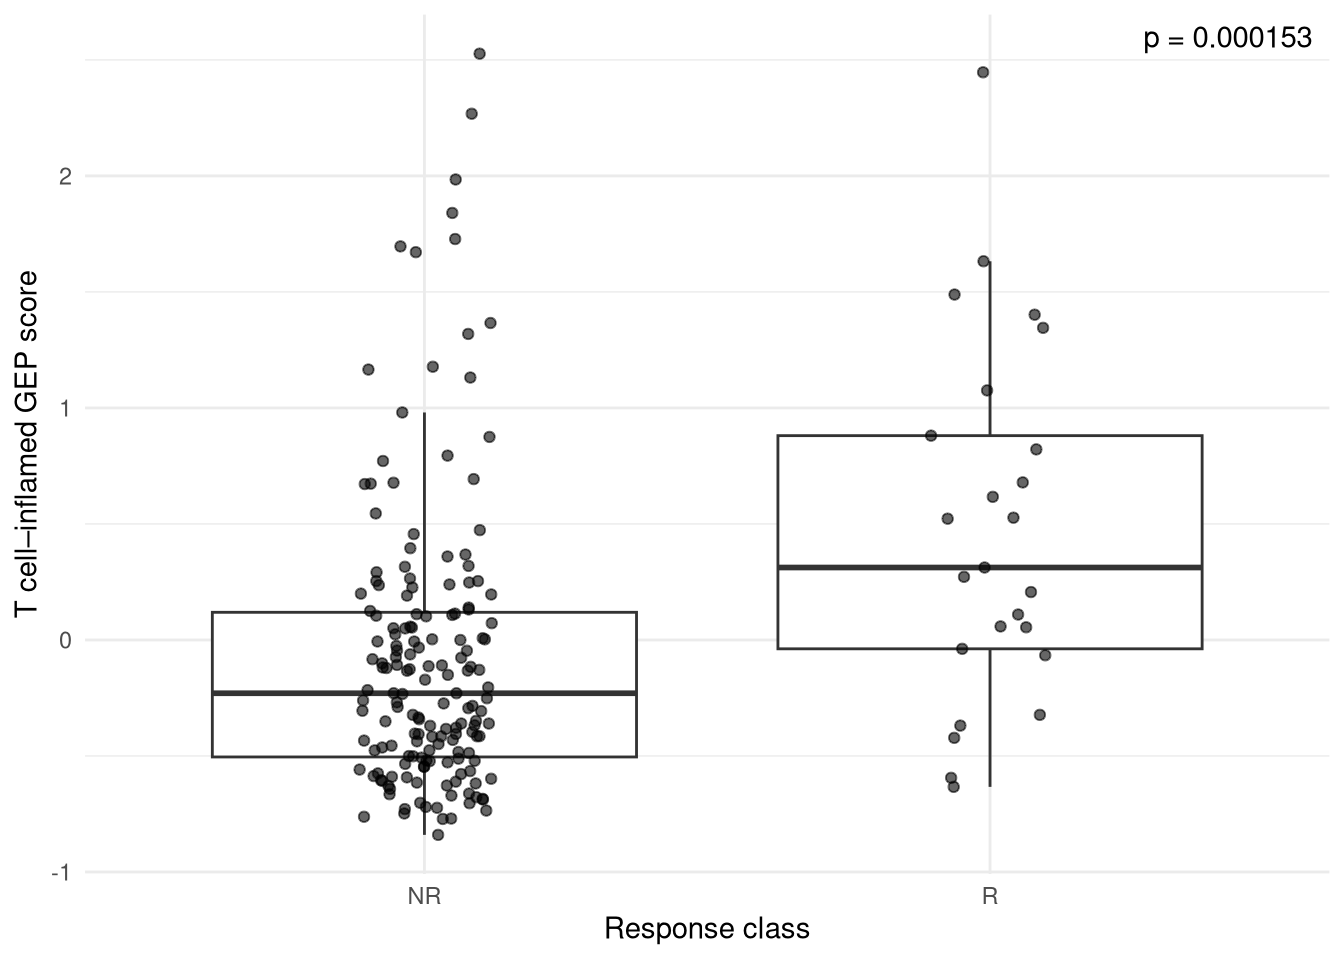 p = 0.000153
T cell−inflamed GEP score
2
1
0
-1
NR
R
Response class